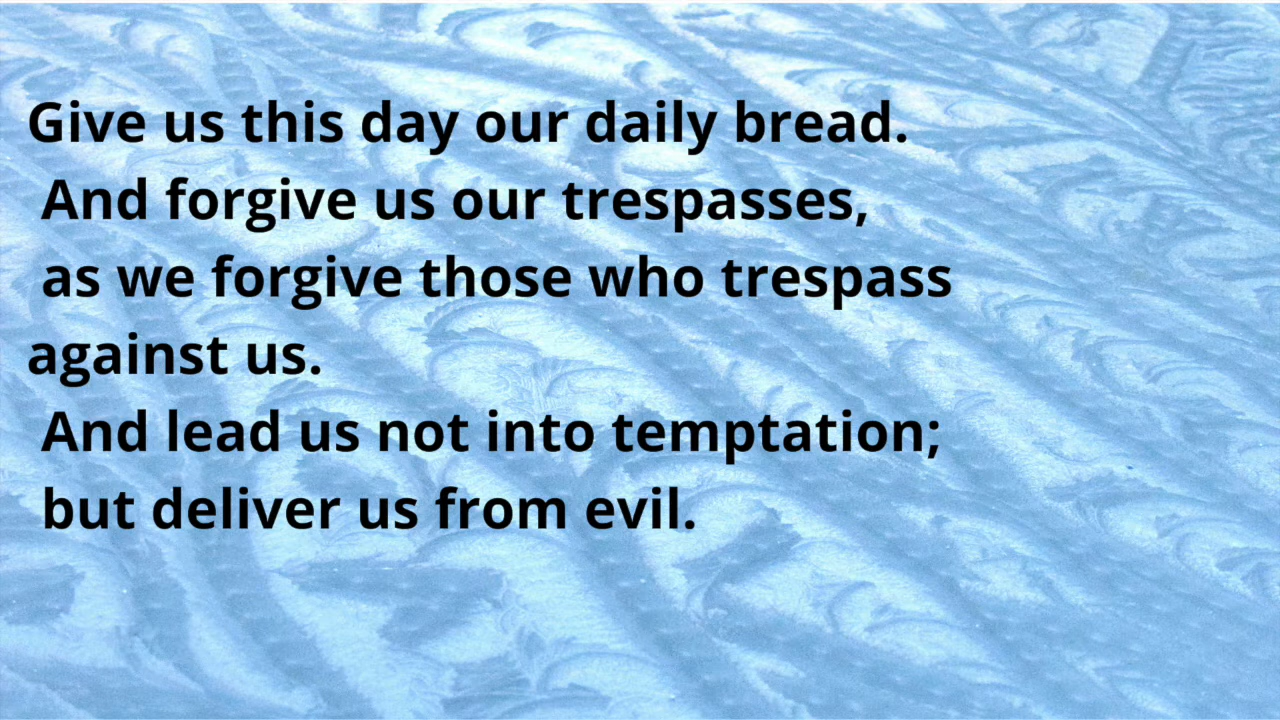 Give us this day our daily bread.
And forgive us our trespasses,
as we forgive those who trespass
against us.
And lead us not into temptation;
but deliver us from evil.